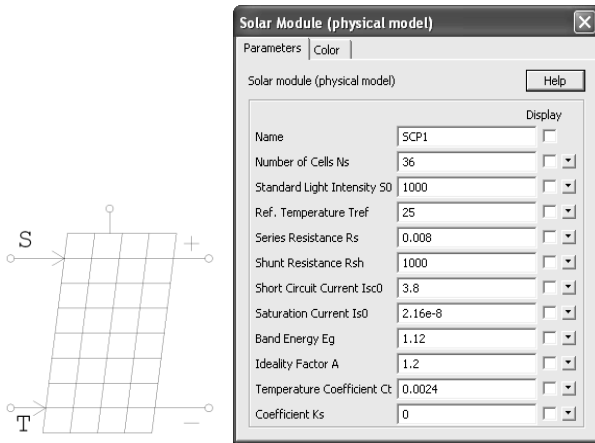 Solar Module (physical model)
Parameters
Color
Solar module (physical model)
Help
Display
Name
SCP1
Number of Cells Ns
36
Standard Light Intensity S0
1000
Ref. Temperature Tref
25
Series Resistance Rs
0.008
Shunt Resistance Rsh
1000
Short Circuit Current Isc0
3.8
Saturation Current Is0
2.16e-8
Band Energy Eg
1.12
Ideality Factor A
1.2
Temperature Coefficient Ct
0.0024
Coefficient Ks
0
S
+
T
−